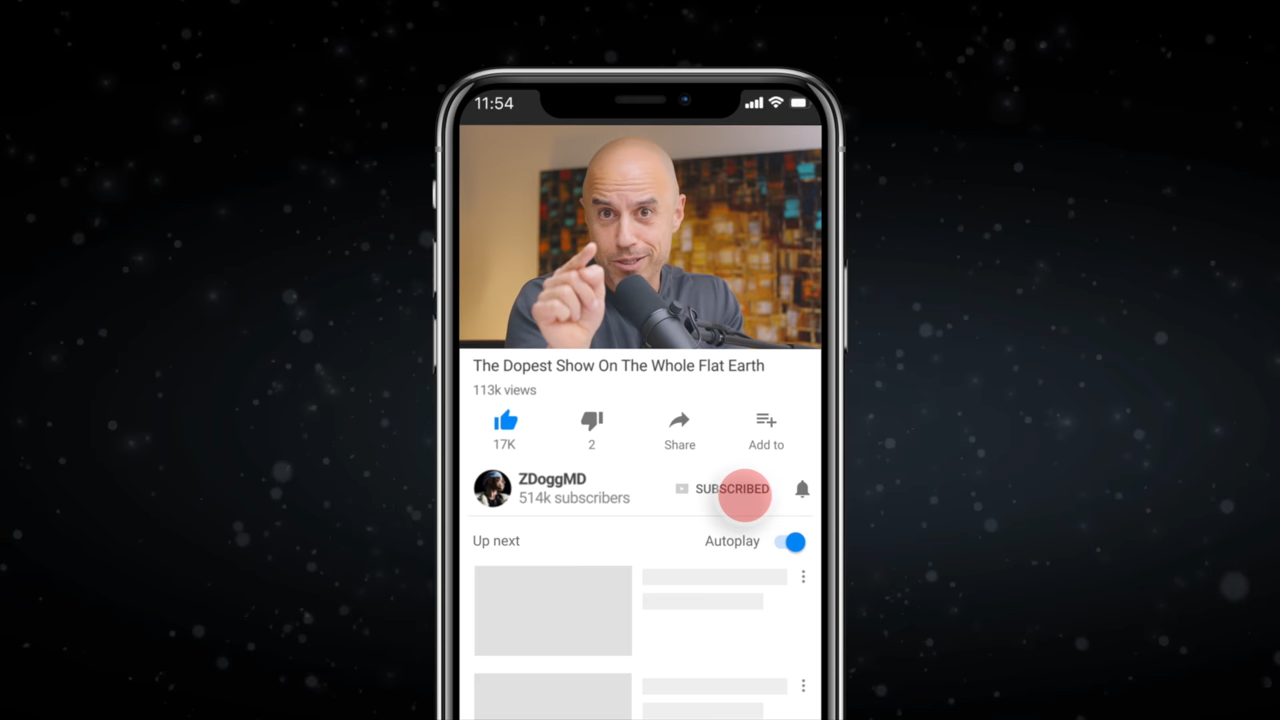 11:54
The Dopest Show On The Whole Flat Earth
113k views
17K
2
Share
Add to
ZDoggMD
514k subscribers
SUBSCRIBED
Up next
Autoplay